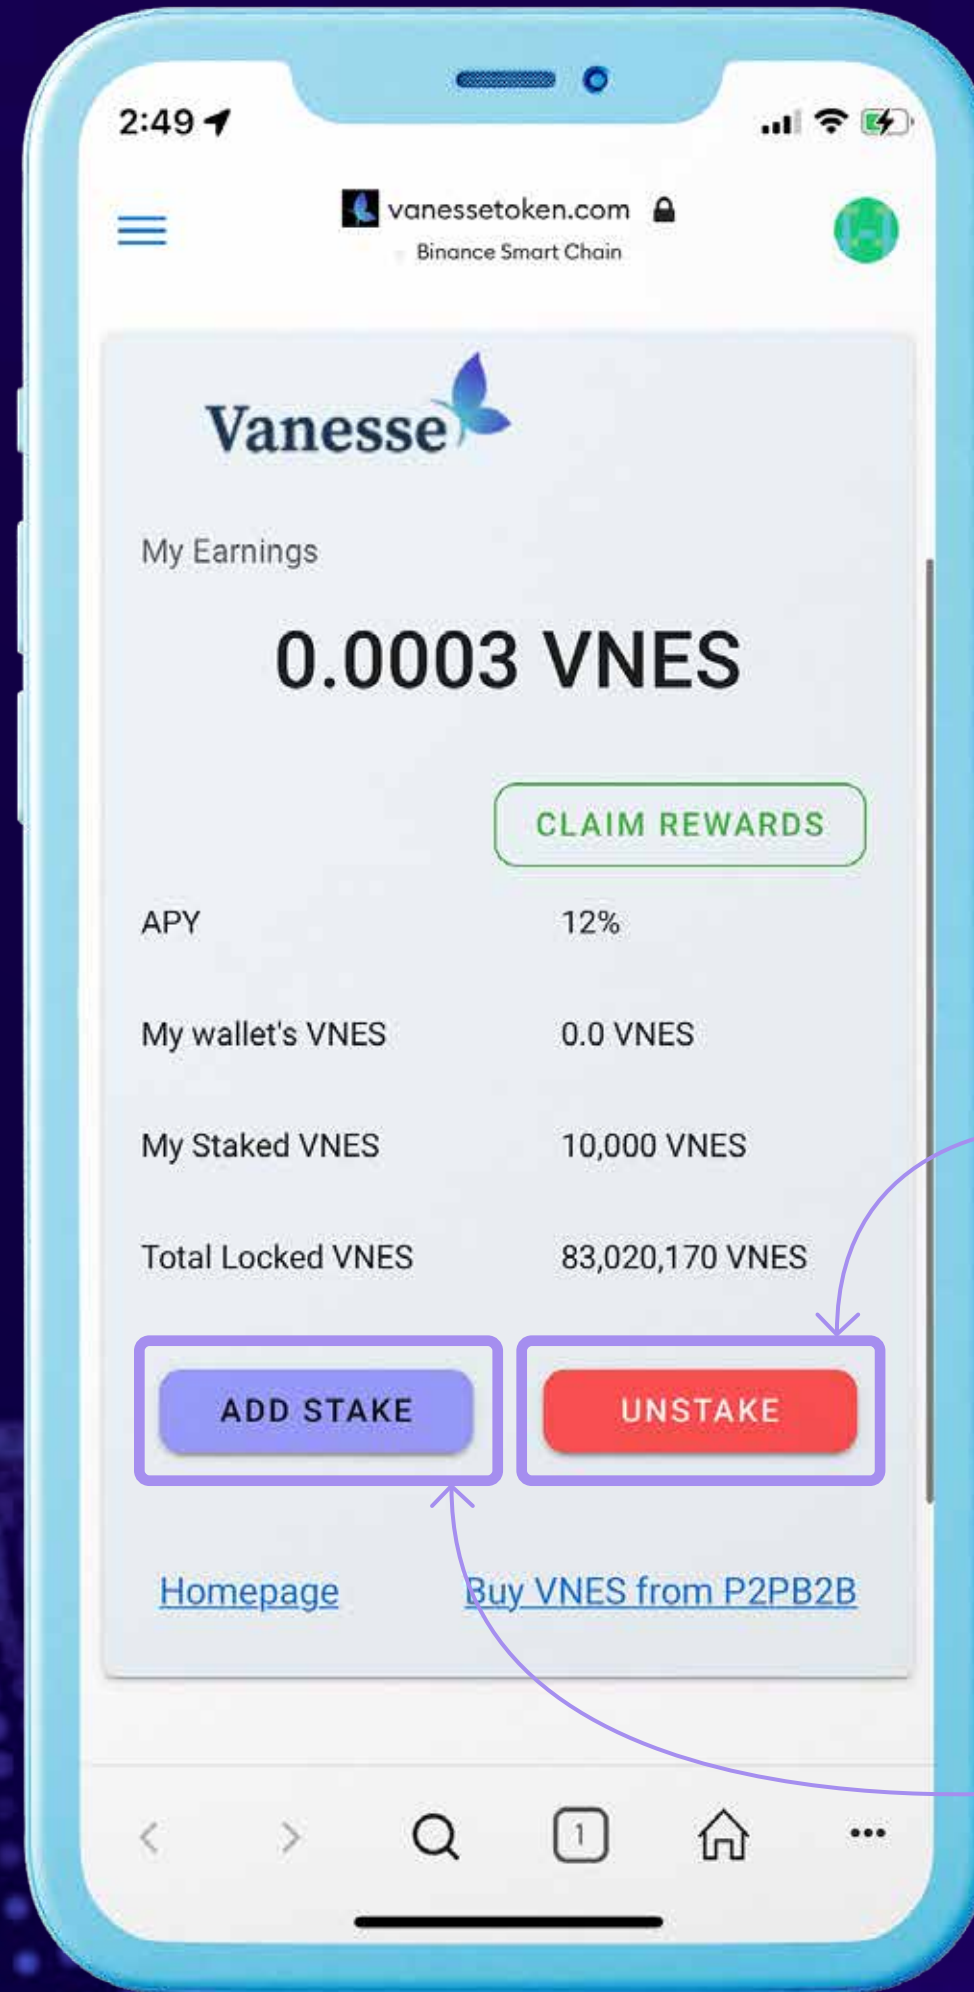 2:49
vanessetoken.com
Binance Smart Chain
Vanesse
My Earnings
0.0003 VNES
CLAIM REWARDS
APY 12%
My wallet's VNES 0.0 VNES
My Staked VNES 10,000 VNES
Total Locked VNES 83,020,170 VNES
ADD STAKE UNSTAKE
Homepage Buy VNES from P2PB2B
1